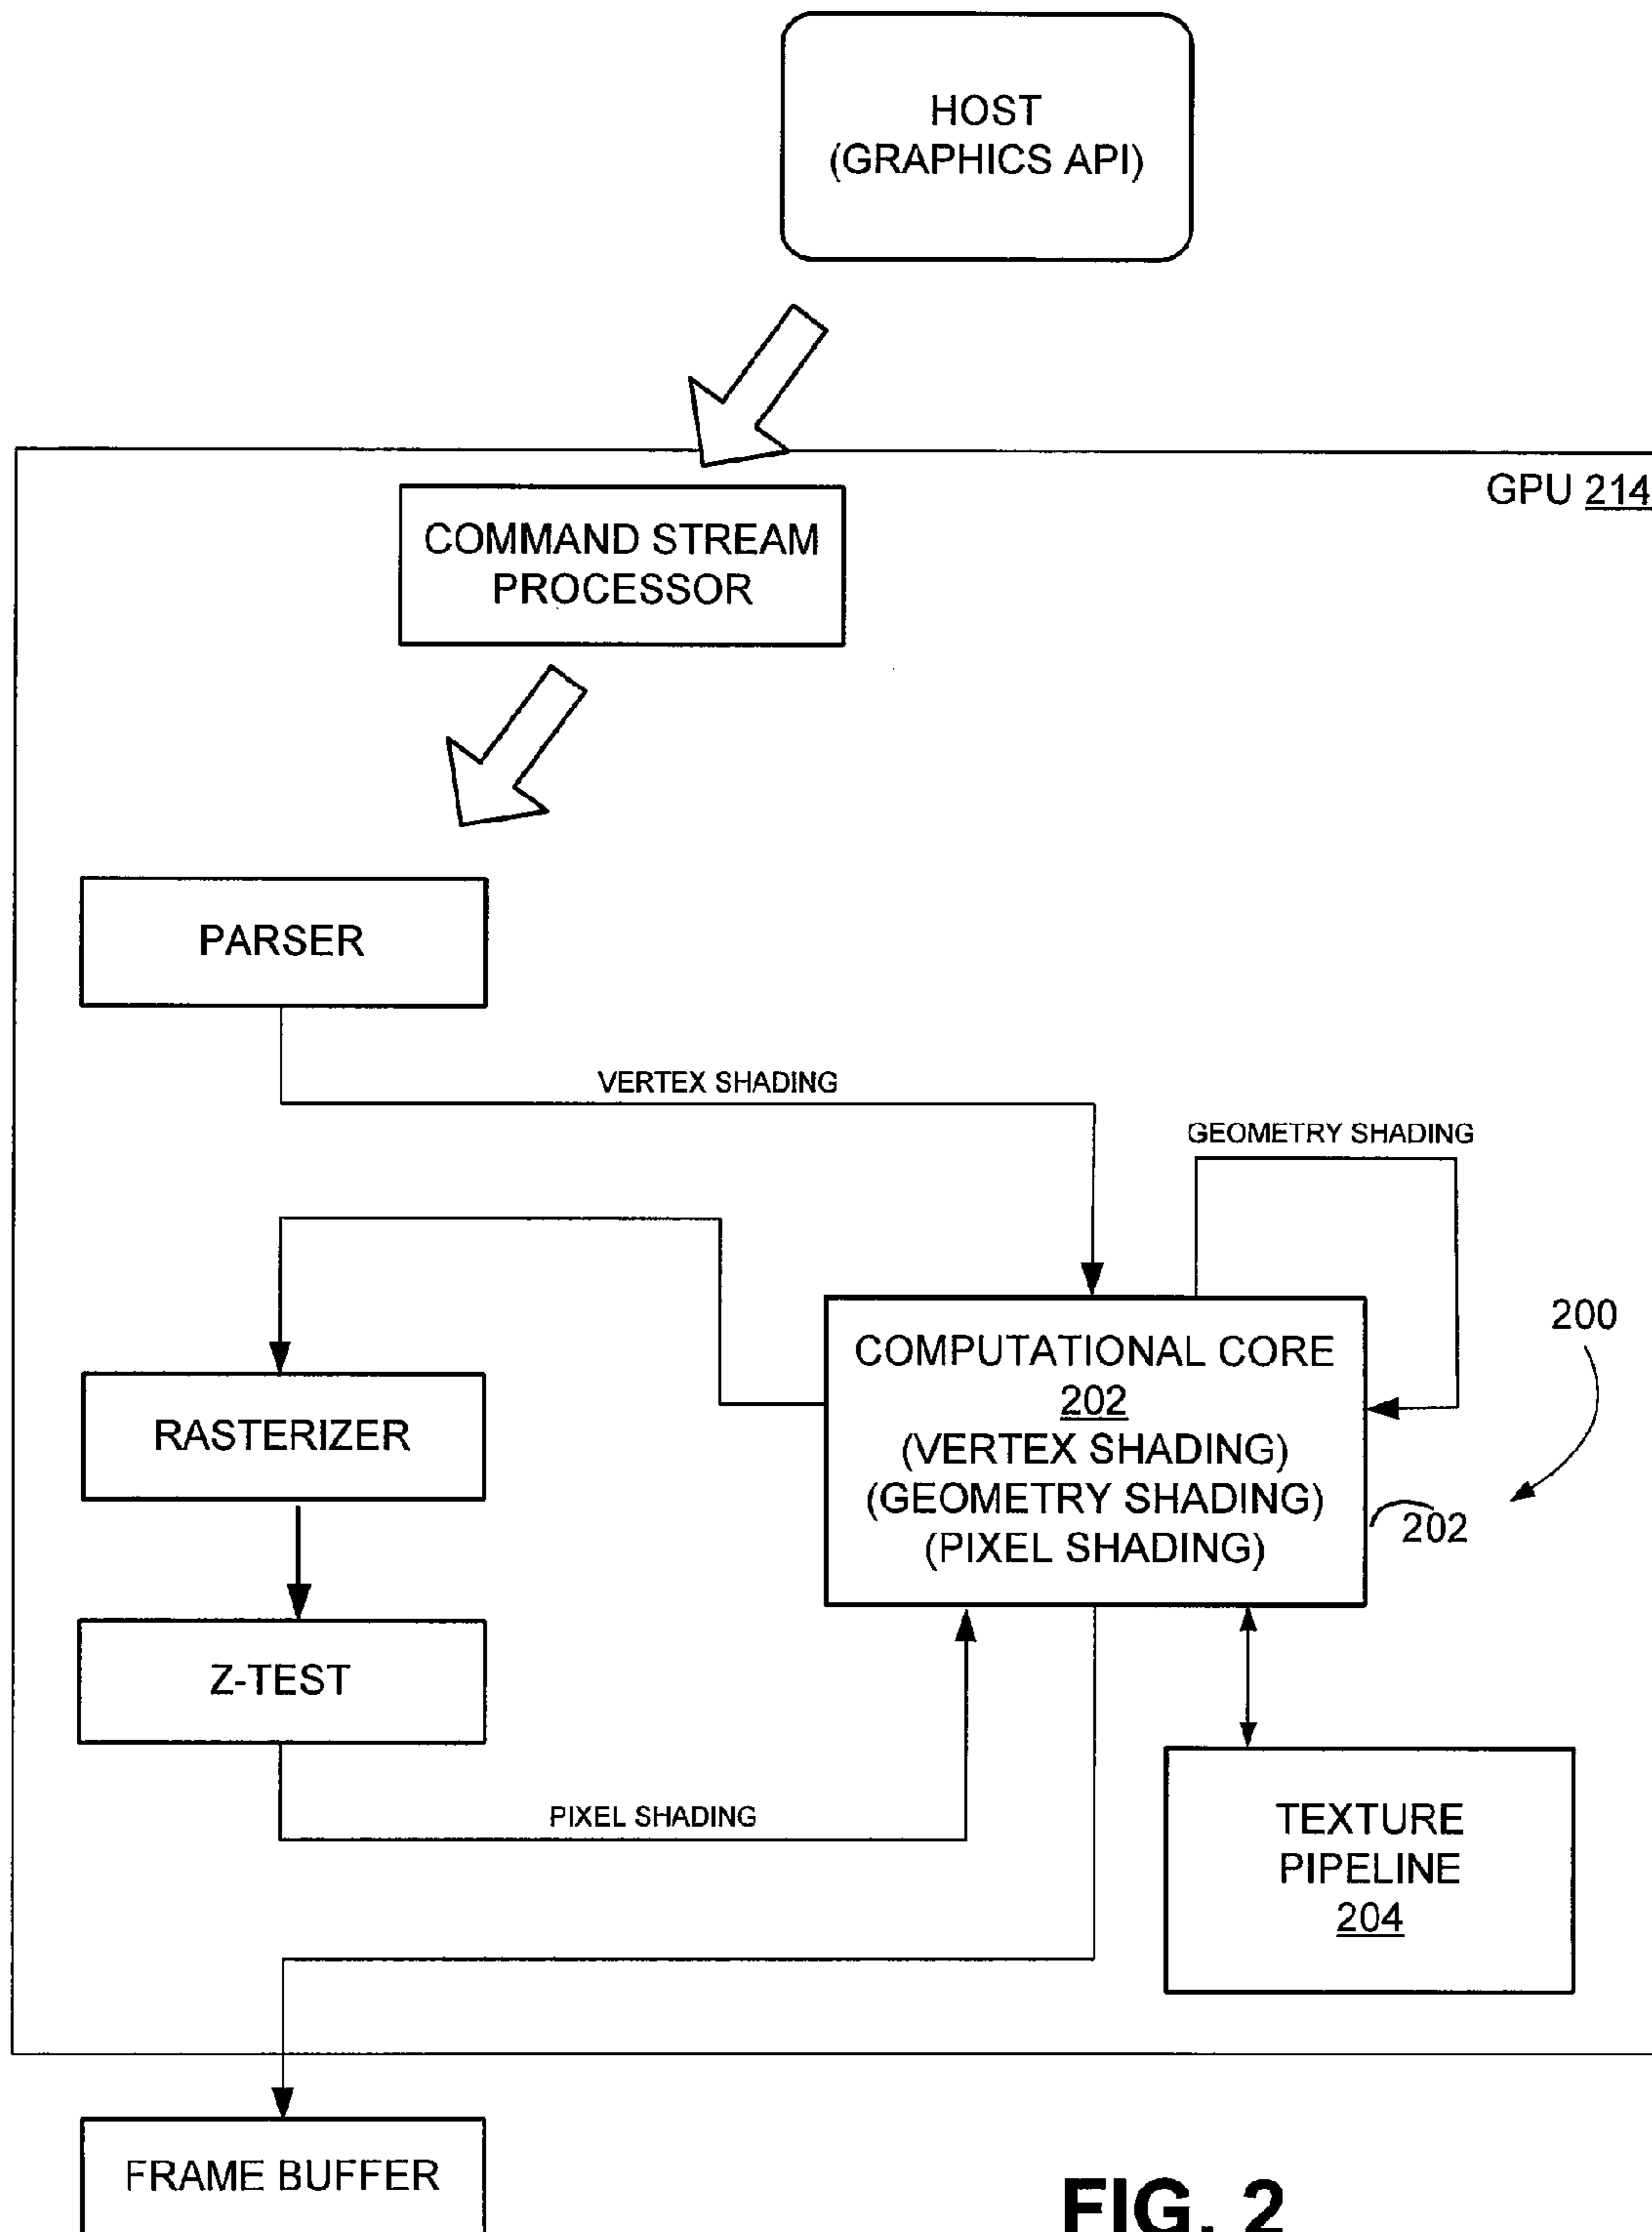 HOST
(GRAPHICS API)
GPU 214
COMMAND STREAM
PROCESSOR
PARSER
VERTEX SHADING
GEOMETRY SHADING
200
COMPUTATIONAL CORE
202
(VERTEX SHADING)
(GEOMETRY SHADING)
(PIXEL SHADING)
202
RASTERIZER
Z-TEST
PIXEL SHADING
TEXTURE
PIPELINE
204
FRAME BUFFER
FIG. 2